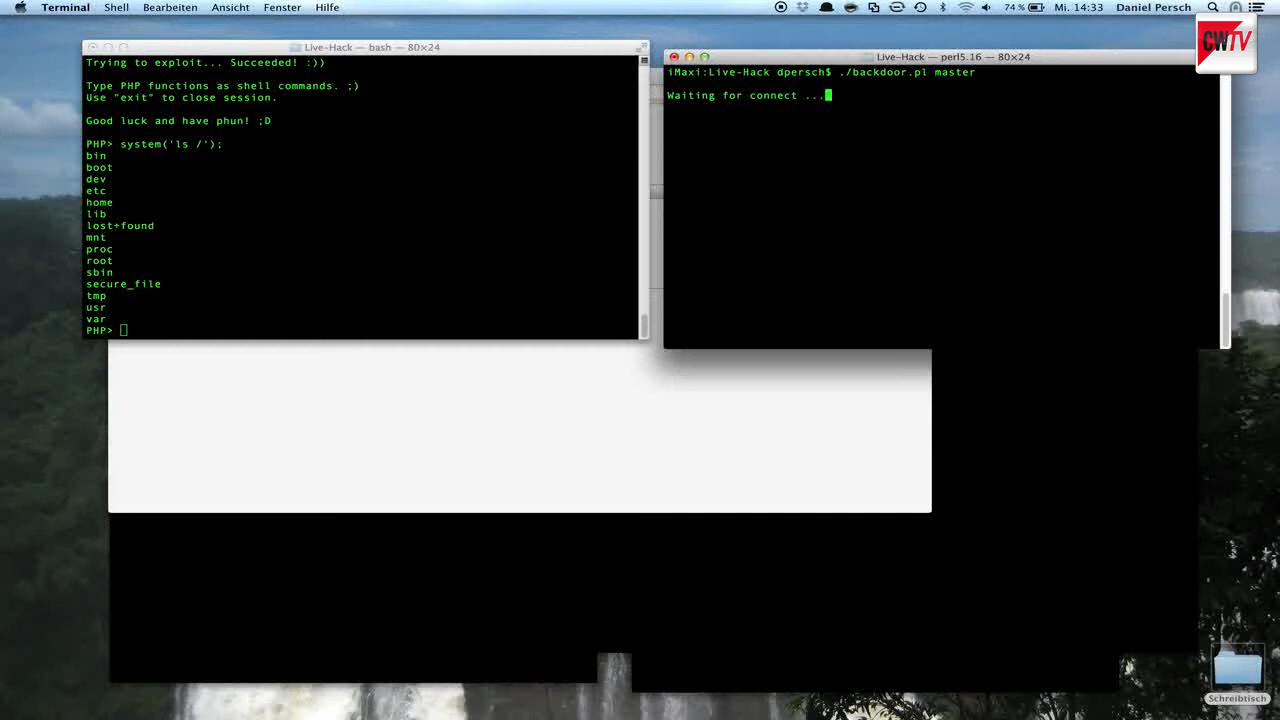 Terminal Shell Bearbeiten Ansicht Fenster Hilfe 74 % Mi. 14:33 Daniel Persch
CWTV
Live-Hack — bash — 80×24
Trying to exploit... Succeeded! :))
Type PHP functions as shell commands. ;)
Use "exit" to close session.
Good luck and have phun! ;D
PHP> system('ls /');
bin
boot
dev
etc
home
lib
lost+found
mnt
proc
root
sbin
secure_file
tmp
usr
var
PHP>
Live-Hack — perl5.16 — 80×24
iMaxi:Live-Hack dpersch$ ./backdoor.pl master
Waiting for connect ...
Schreibtisch